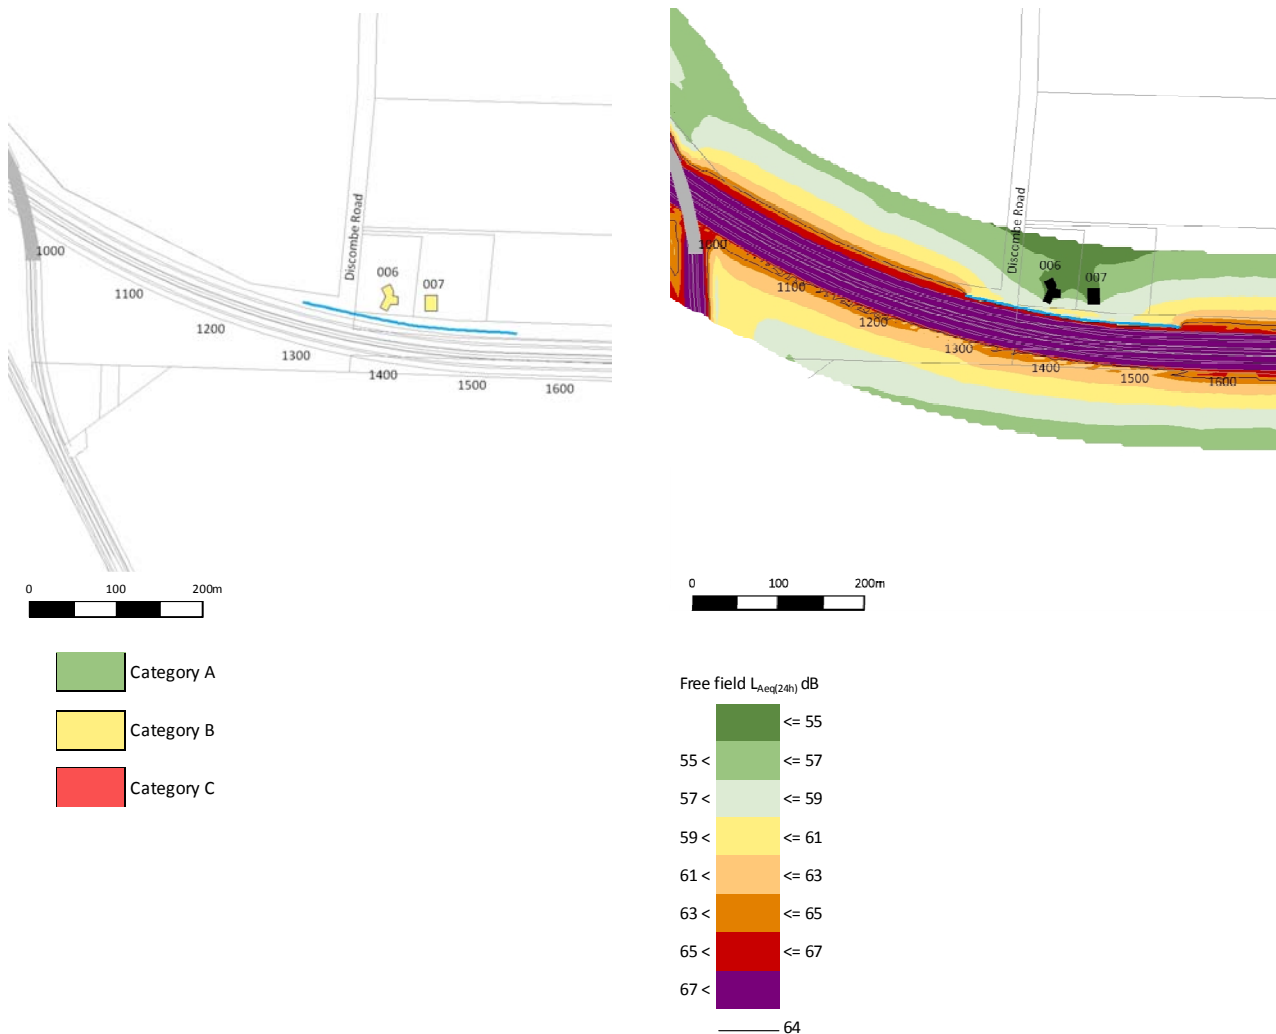 Discombe Road
006
007
1000
1100
1200
1300
1400
1500
1600
0 100 200m
Category A
Category B
Category C
Discombe Road
006
007
1000
1100
1200
1300
1400
1500
1600
0 100 200m
Free field LAeq(24h) dB
<= 55
55 < <= 57
57 < <= 59
59 < <= 61
61 < <= 63
63 < <= 65
65 < <= 67
67 <
64